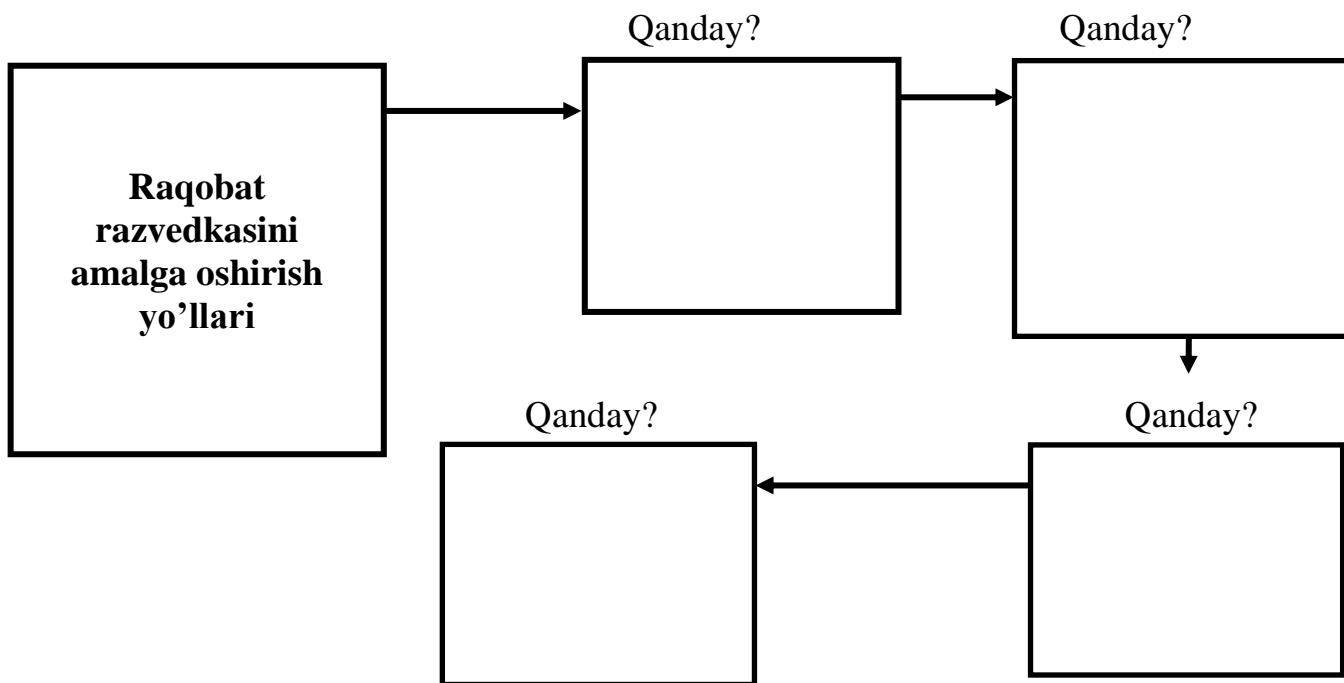 Qanday?
Qanday?
Raqobat
razvedkasini
amalga oshirish
yo’llari
Qanday?
Qanday?